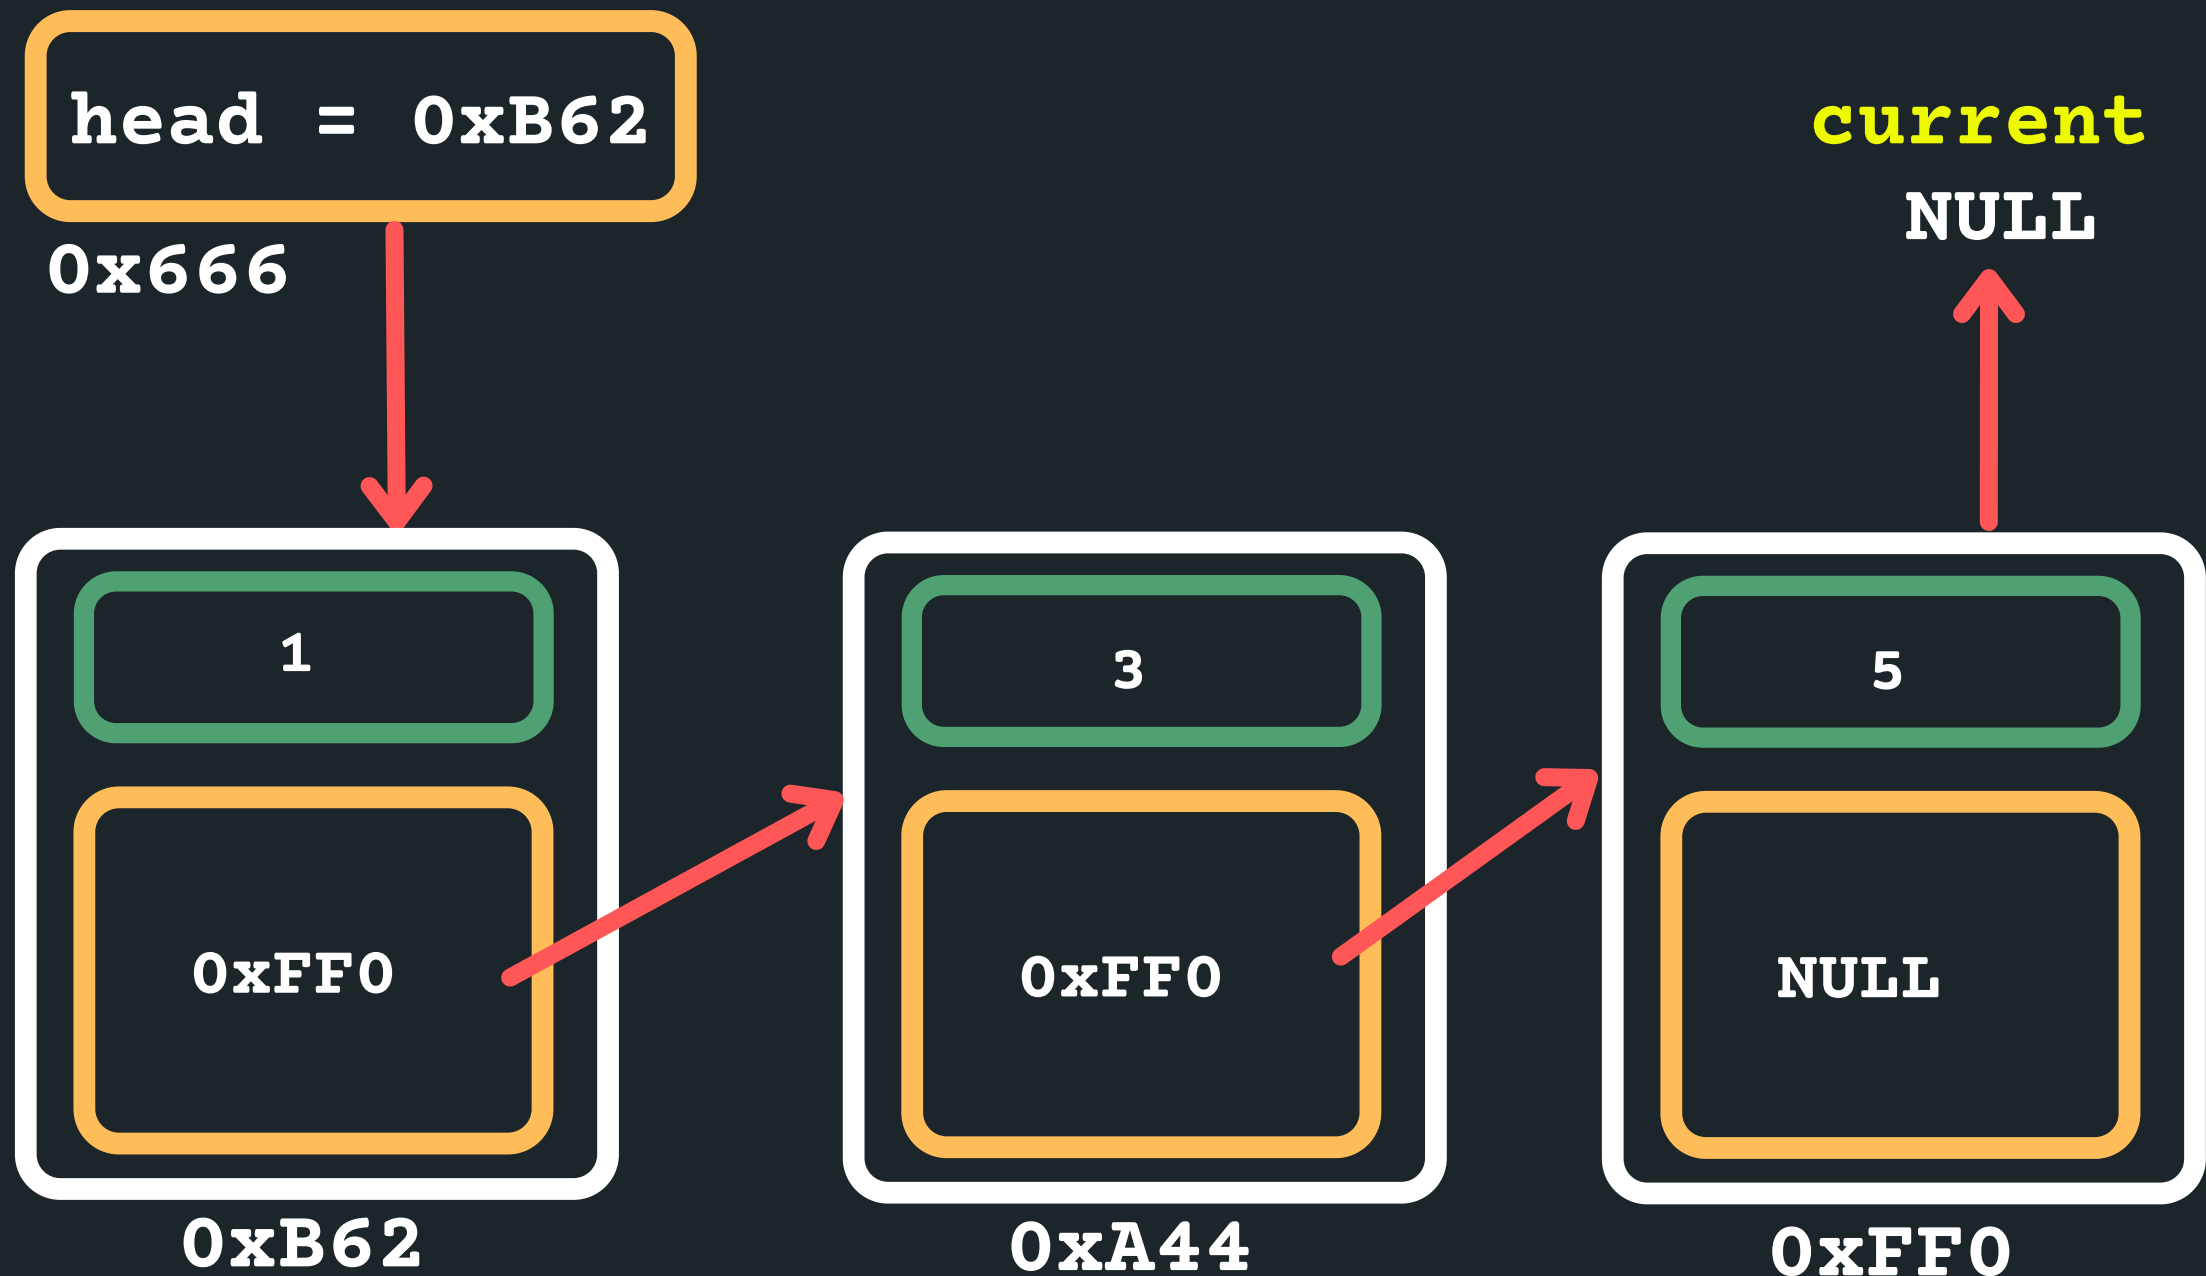 head = 0xB62
0x666
current
NULL
1
0xFF0
0xB62
3
0xFF0
0xA44
5
NULL
0xFF0